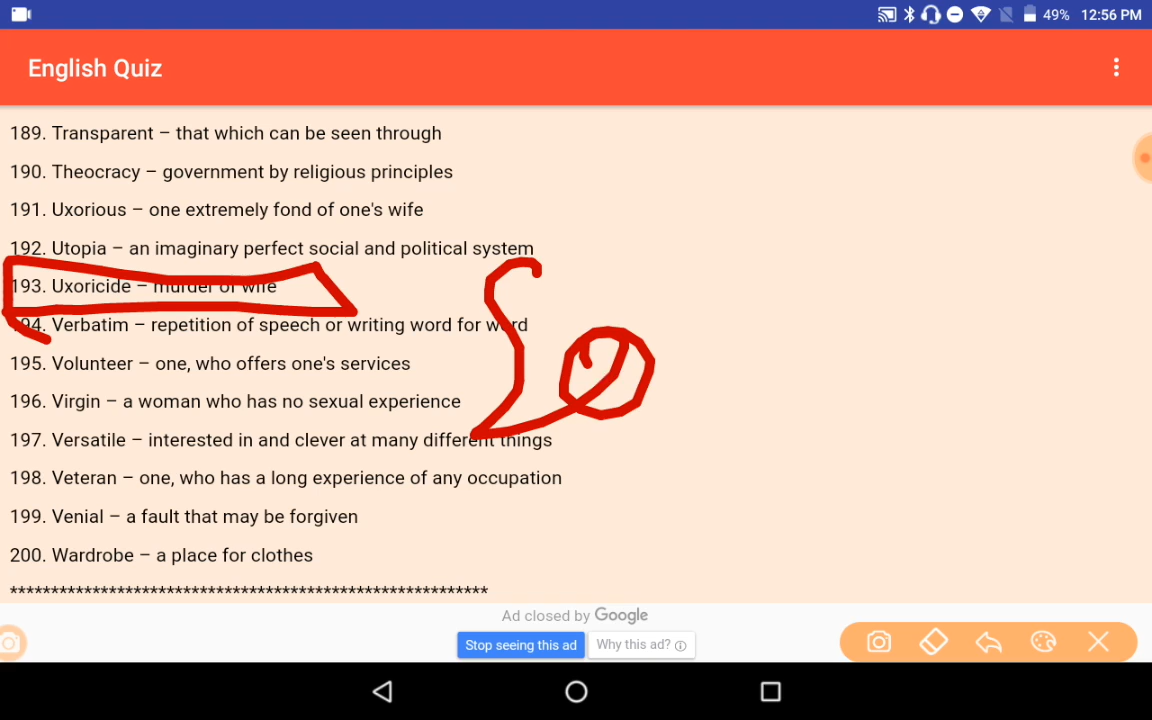 49% 12:56 PM
English Quiz
189. Transparent – that which can be seen through
190. Theocracy – government by religious principles
191. Uxorious – one extremely fond of one's wife
192. Utopia – an imaginary perfect social and political system
193. Uxoricide – murder of wife
194. Verbatim – repetition of speech or writing word for word
195. Volunteer – one, who offers one's services
196. Virgin – a woman who has no sexual experience
197. Versatile – interested in and clever at many different things
198. Veteran – one, who has a long experience of any occupation
199. Venial – a fault that may be forgiven
200. Wardrobe – a place for clothes
**********************************************************
Ad closed by Google
Stop seeing this ad Why this ad?